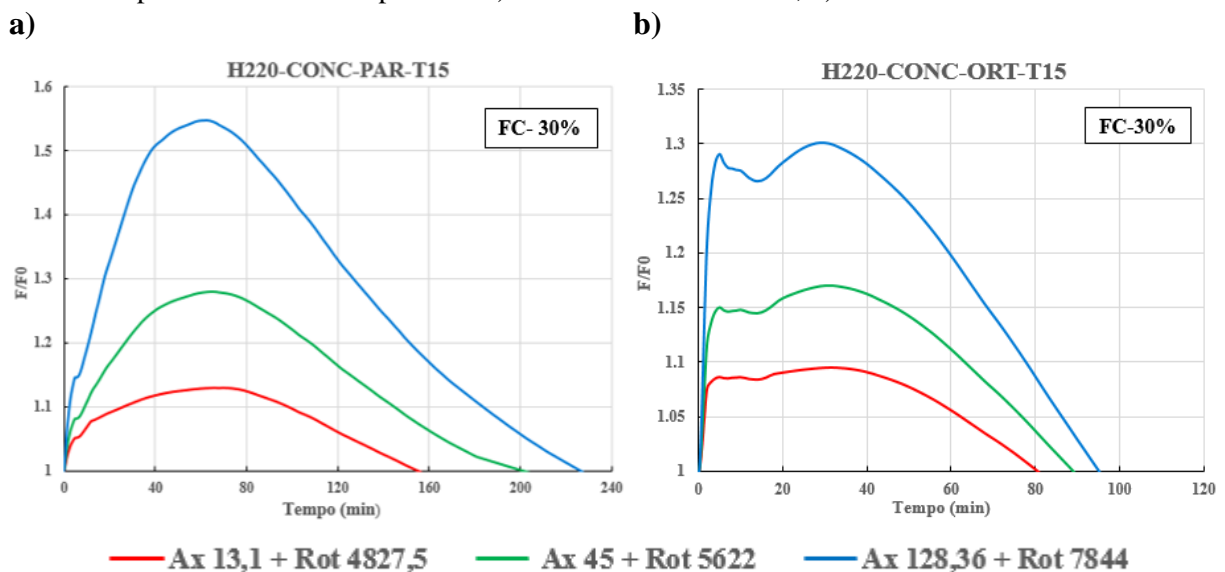 a)
H220-CONC-PAR-T15
FC- 30%
1.6
1.5
1.4
1.3
1.2
1.1
1
F/F0
0 40 80 120 160 200 240
Tempo (min)
b)
H220-CONC-ORT-T15
FC-30%
1.35
1.3
1.25
1.2
1.15
1.1
1.05
1
F/F0
0 20 40 60 80 100 120
Tempo (min)
Ax 13,1 + Rot 4827,5 Ax 45 + Rot 5622 Ax 128,36 + Rot 7844